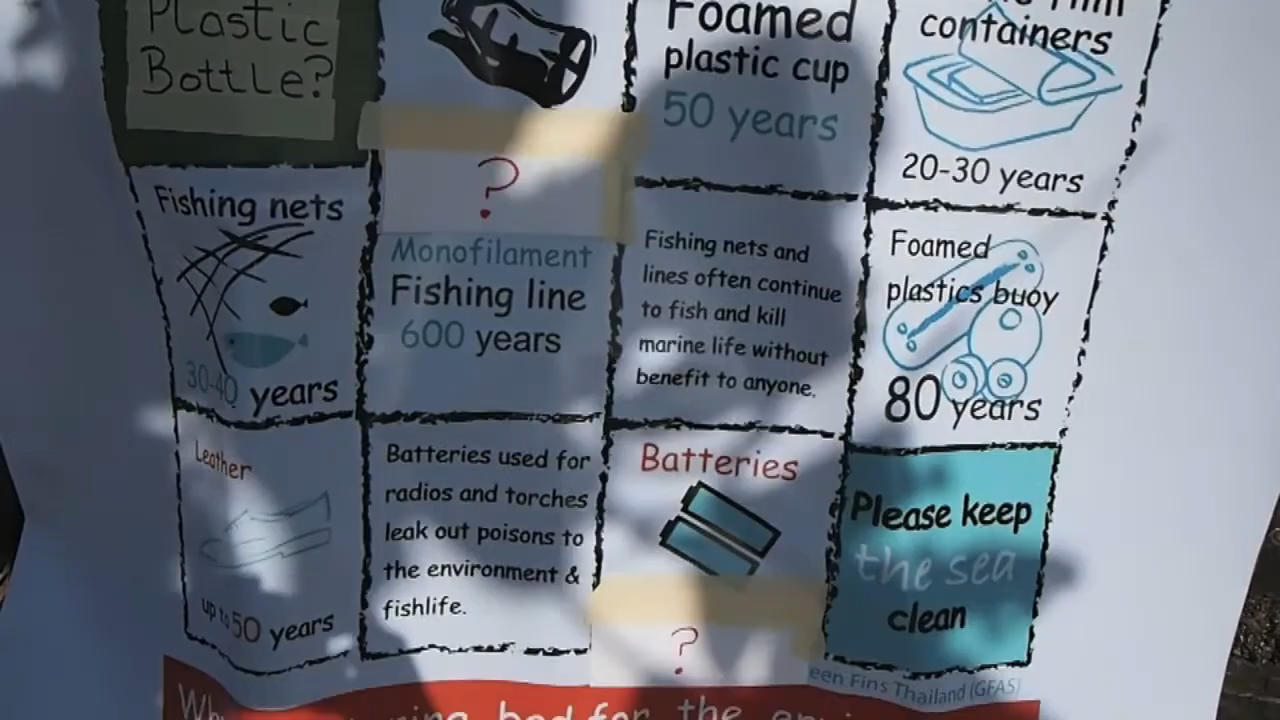 Plastic
Bottle?
Foamed
plastic cup
50 years
containers
20-30 years
Fishing nets
30-40 years
?
Monofilament
Fishing line
600 years
Fishing nets and
lines often continue
to fish and kill
marine life without
benefit to anyone.
Foamed
plastics buoy
80 years
Leather
up to 50 years
Batteries used for
radios and torches
leak out poisons to
the environment &
fishlife.
Batteries
?
Please keep
the sea
clean
Fins Thailand (GFAS)
bad for the